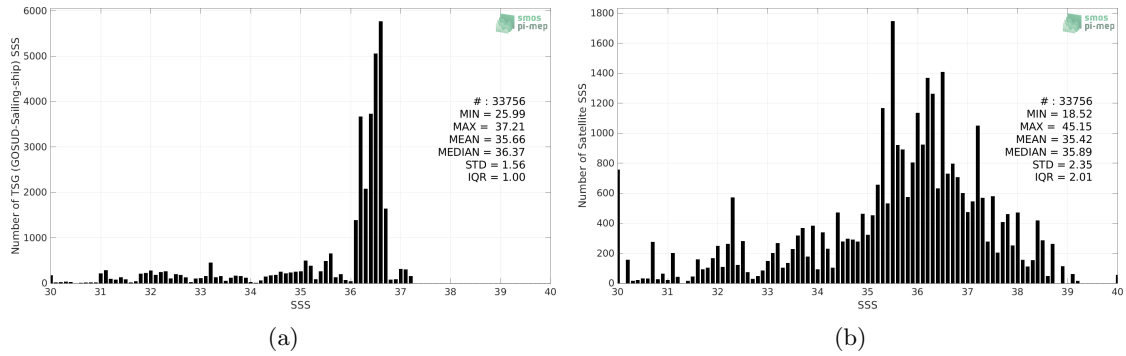 6000
5000
4000
3000
2000
1000
0
Number of TSG (GOSUD-Sailing-ship) SSS
smos
pi-mep
# : 33756
MIN = 25.99
MAX = 37.21
MEAN = 35.66
MEDIAN = 36.37
STD = 1.56
IQR = 1.00
30 31 32 33 34 35 36 37 38 39 40
SSS
(a)
1800
1600
1400
1200
1000
800
600
400
200
0
Number of Satellite SSS
smos
pi-mep
# : 33756
MIN = 18.52
MAX = 45.15
MEAN = 35.42
MEDIAN = 35.89
STD = 2.35
IQR = 2.01
30 31 32 33 34 35 36 37 38 39 40
SSS
(b)